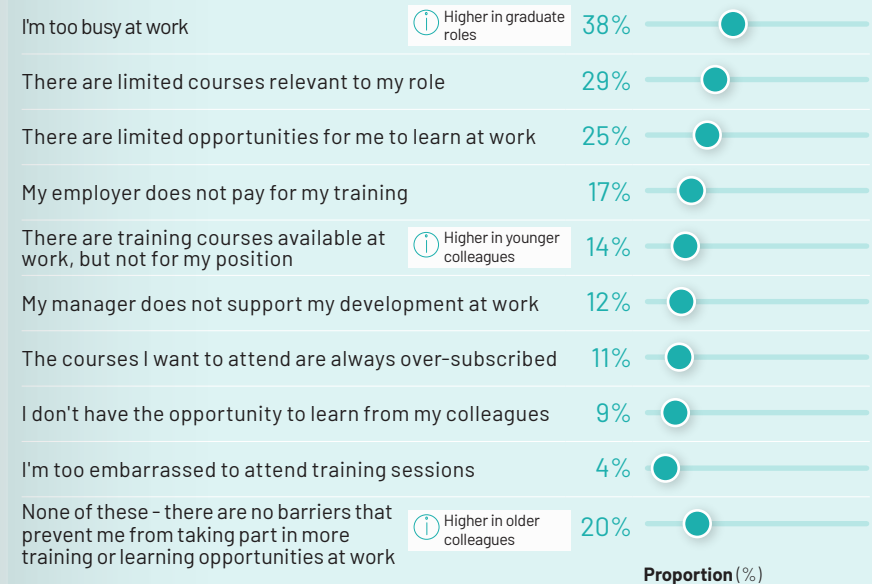 I'm too busy at work
Higher in graduate
roles
38%
There are limited courses relevant to my role
29%
There are limited opportunities for me to learn at work
25%
My employer does not pay for my training
17%
There are training courses available at
work, but not for my position
Higher in younger
colleagues
14%
My manager does not support my development at work
12%
The courses I want to attend are always over-subscribed
11%
I don't have the opportunity to learn from my colleagues
9%
I'm too embarrassed to attend training sessions
4%
None of these - there are no barriers that
prevent me from taking part in more
training or learning opportunities at work
Higher in older
colleagues
20%
Proportion (%)